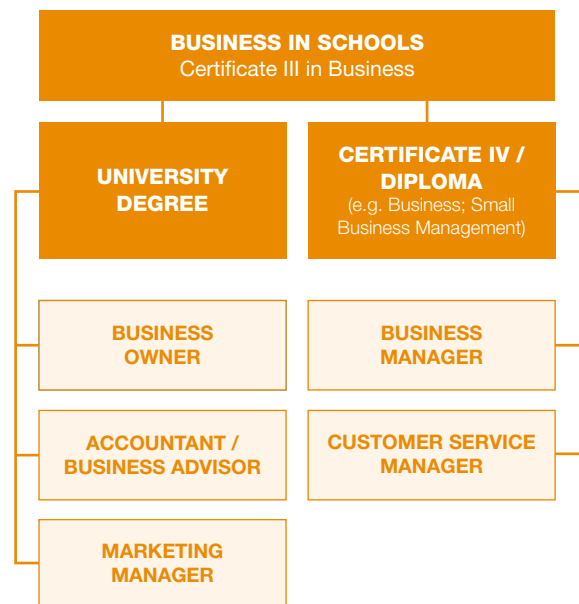 BUSINESS IN SCHOOLS
Certificate III in Business
UNIVERSITY
DEGREE
CERTIFICATE IV /
DIPLOMA
(e.g. Business; Small
Business Management)
BUSINESS
OWNER
BUSINESS
MANAGER
ACCOUNTANT /
BUSINESS ADVISOR
CUSTOMER SERVICE
MANAGER
MARKETING
MANAGER